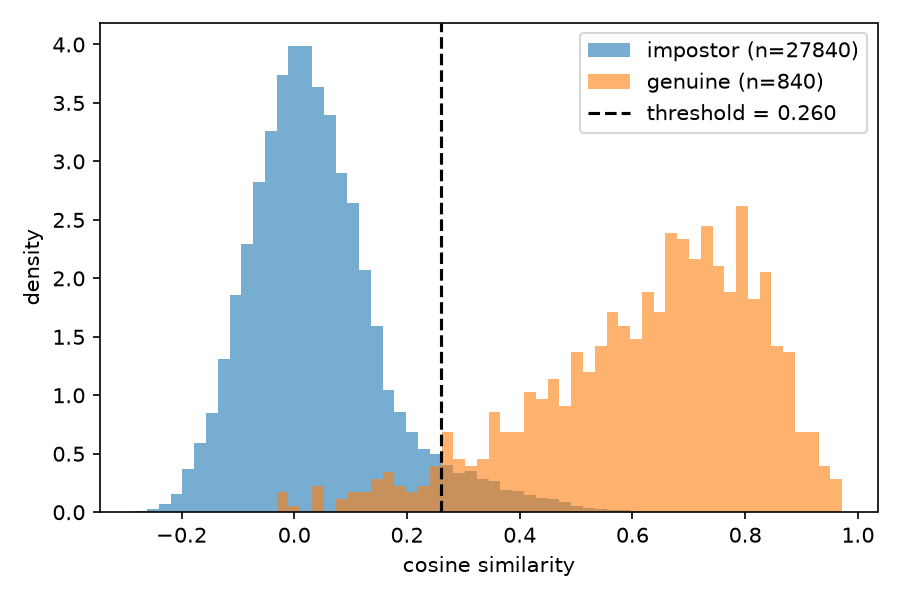 impostor (n=27840)
genuine (n=840)
threshold = 0.260
density
4.0
3.5
3.0
2.5
2.0
1.5
1.0
0.5
0.0
−0.2 0.0 0.2 0.4 0.6 0.8 1.0
cosine similarity